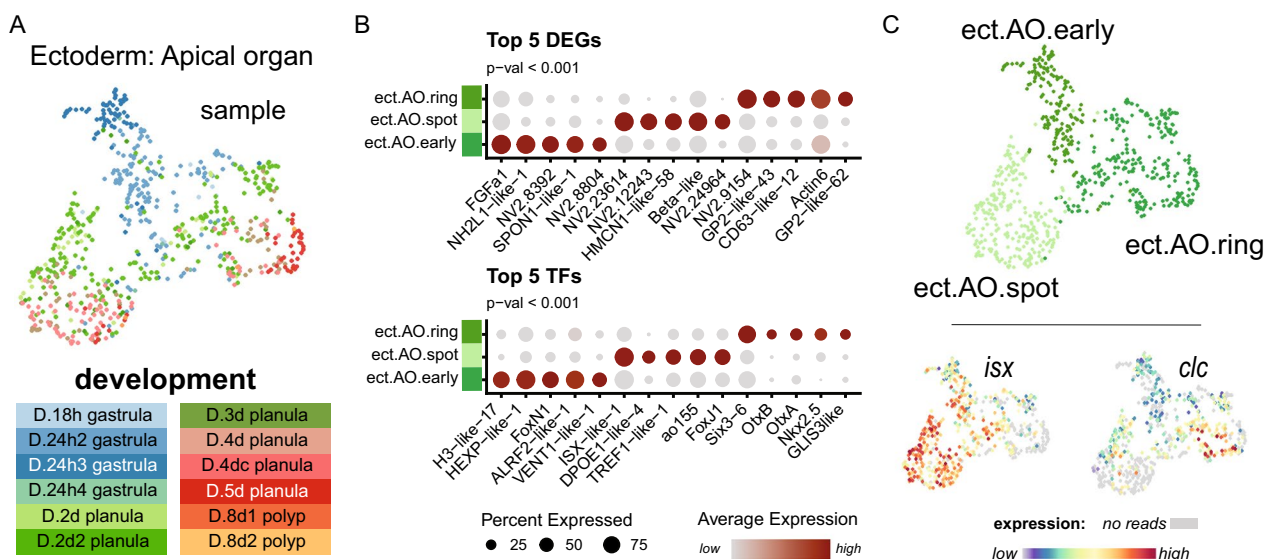 A
Ectoderm: Apical organ
sample
development
D.18h gastrula
D.24h2 gastrula
D.24h3 gastrula
D.24h4 gastrula
D.2d planula
D.2d2 planula
D.3d planula
D.4d planula
D.4dc planula
D.5d planula
D.8d1 polyp
D.8d2 polyp
B
Top 5 DEGs
p−val < 0.001
ect.AO.ring
ect.AO.spot
ect.AO.early
FGFa1
NH2L1−like−1
NV2.8392
SPON1−like−1
NV2.8804
NV2.23614
NV2.12243
HMCN1−like−58
Beta−like
NV2.24964
NV2.9154
GP2−like−43
CD63−like−12
Actin6
GP2−like−62
Top 5 TFs
p−val < 0.001
ect.AO.ring
ect.AO.spot
ect.AO.early
H3−like−17
HEXP−like−1
FoxN1
ALRF2−like−1
VENT1−like−1
ISX−like−1
DPOE1−like−4
TREF1−like−1
ao155
FoxJ1
Six3−6
OtxB
OtxA
Nkx2.5
GLIS3like
Percent Expressed
25 50 75
Average Expression
low high
C
ect.AO.early
ect.AO.ring
ect.AO.spot
isx
clc
expression: no reads
low high